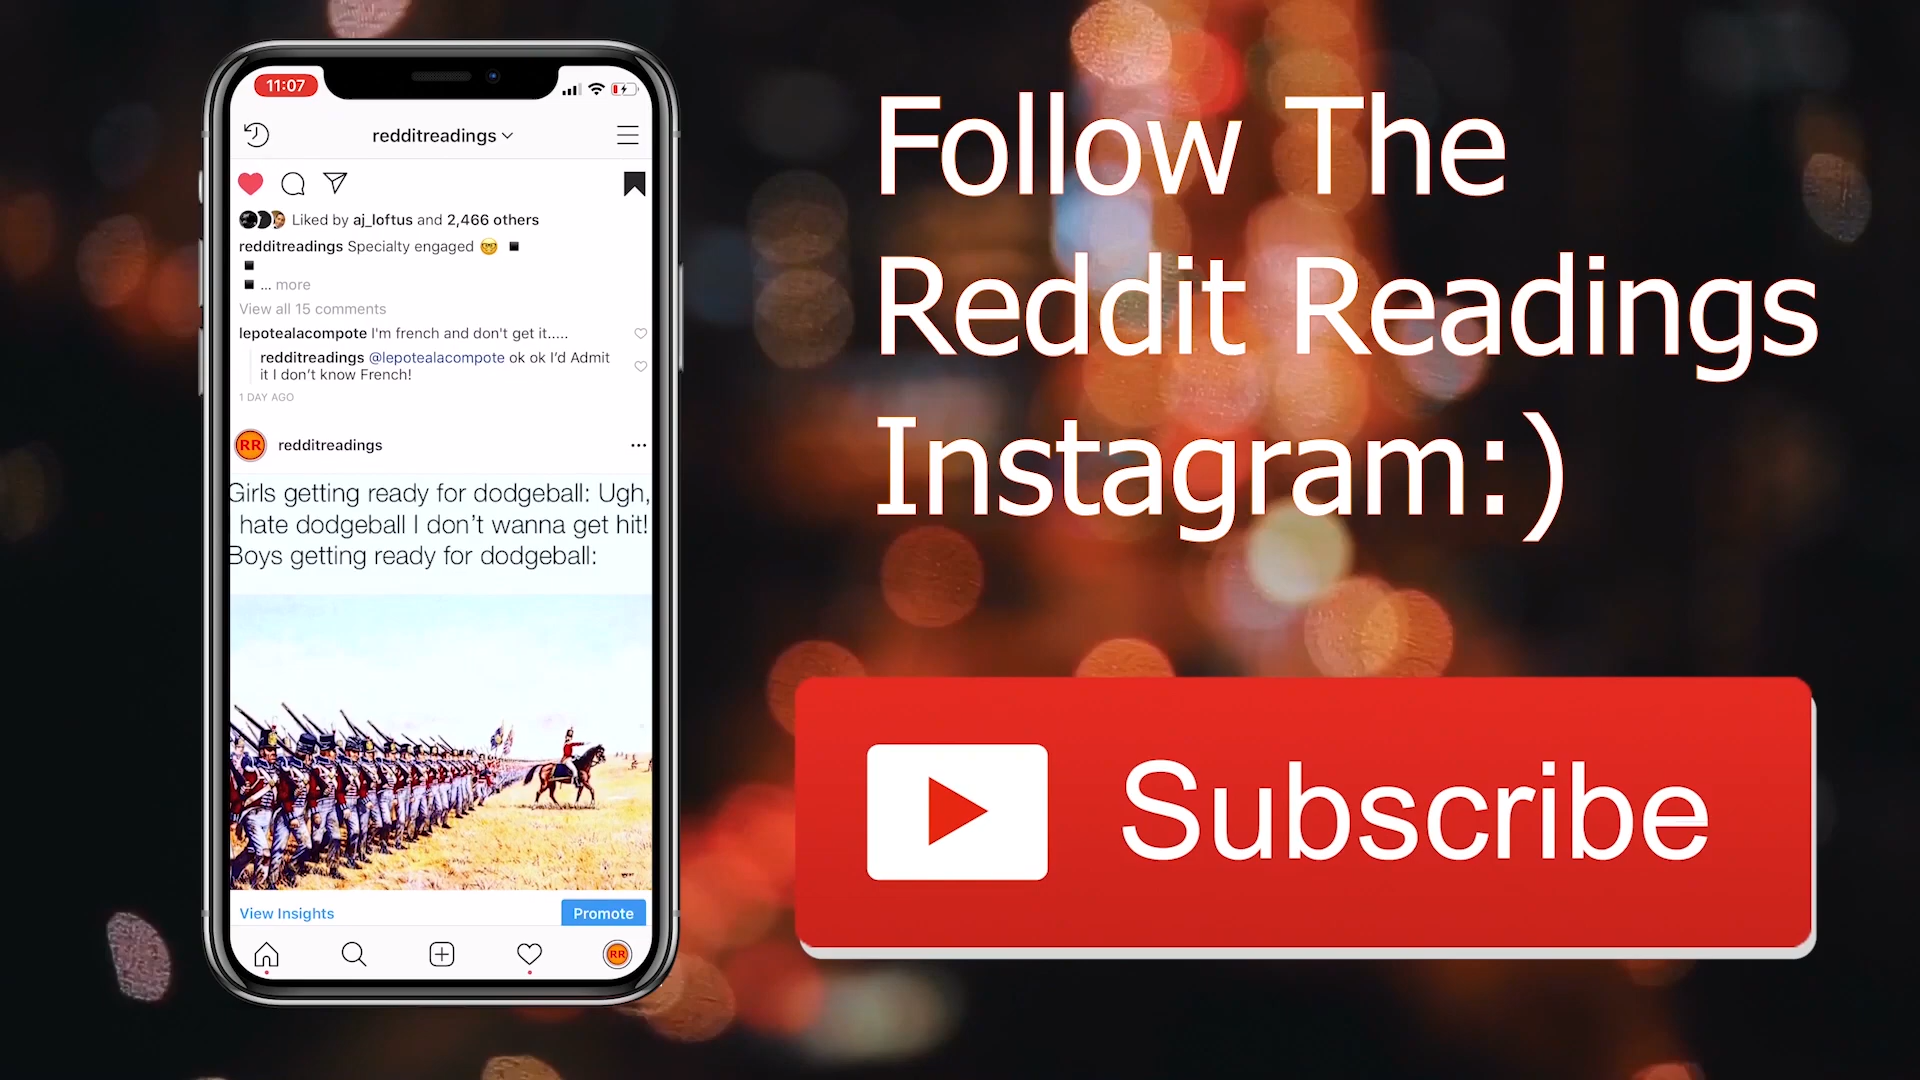 11:07
redditreadings
Liked by aj_loftus and 2,466 others
redditreadings Specialty engaged 🤓 ▪️
▪️
▪️ ... more
View all 15 comments
lepotealacompote I'm french and don't get it.....
redditreadings @lepotealacompote ok ok I'd Admit
it I don't know French!
1 DAY AGO
RR redditreadings
Girls getting ready for dodgeball: Ugh,
hate dodgeball I don't wanna get hit!
Boys getting ready for dodgeball:
View Insights Promote
RR
Follow The
Reddit Readings
Instagram:)
Subscribe